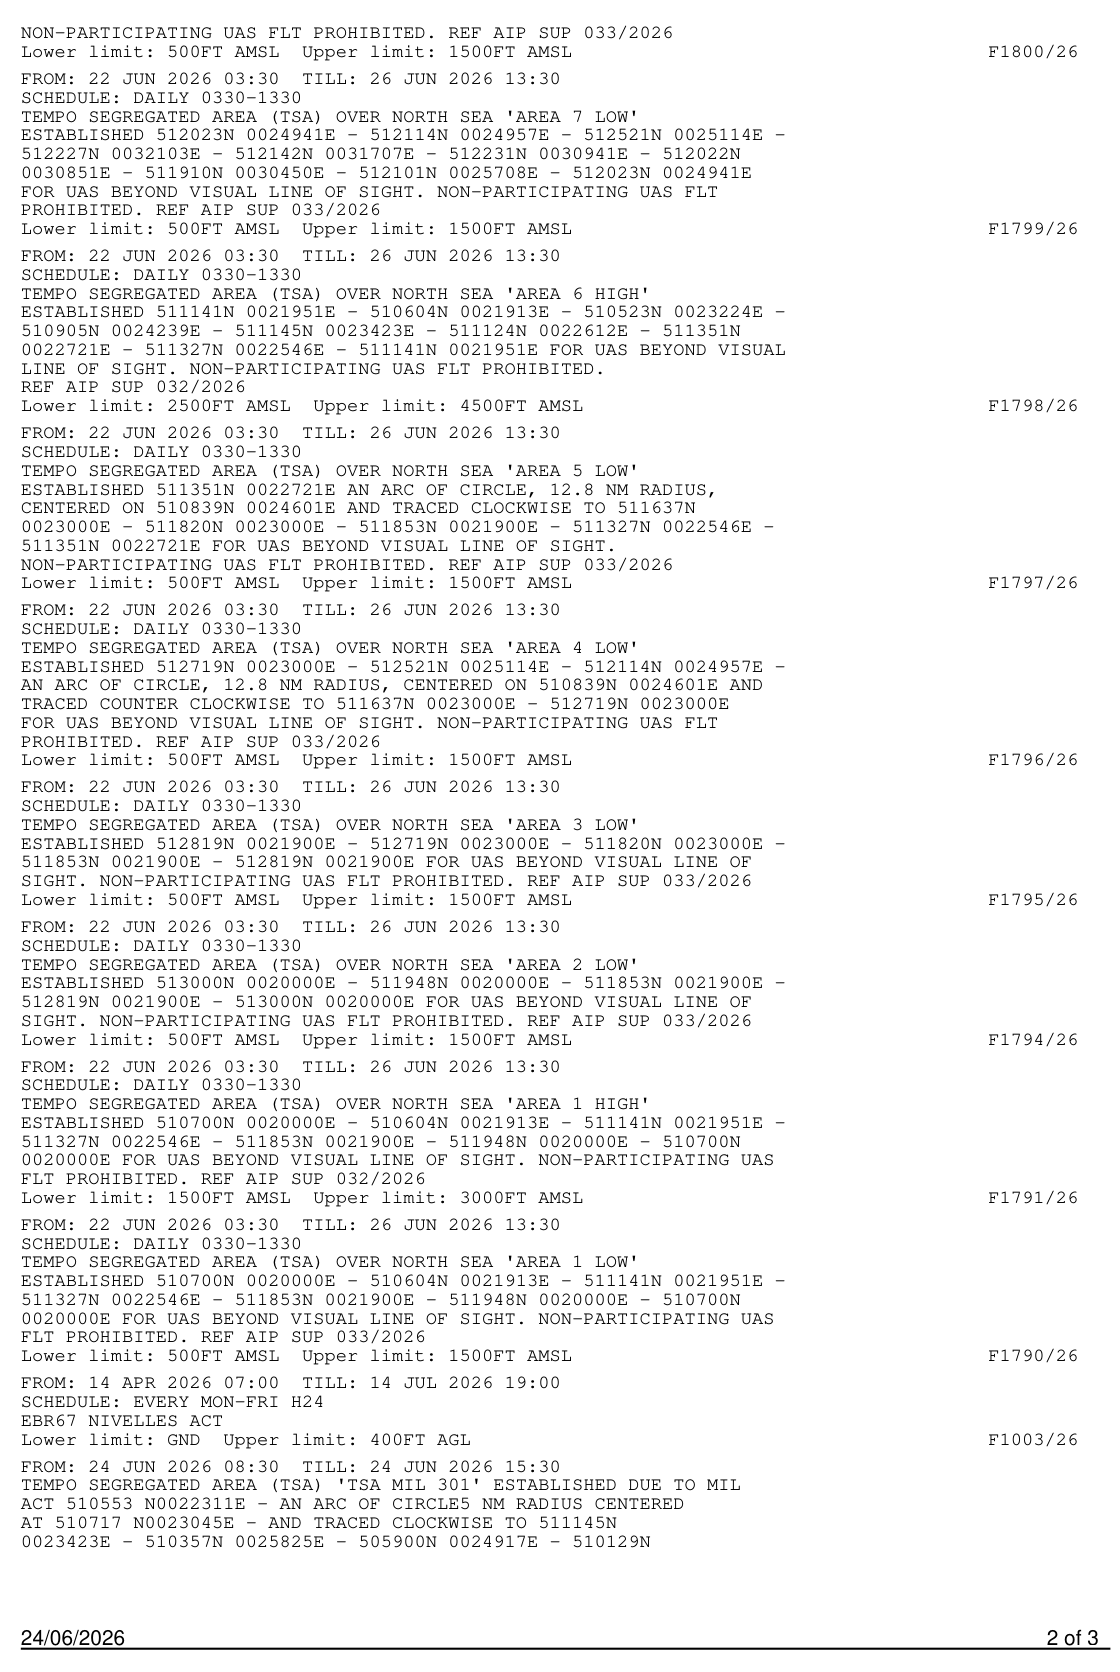 NON-PARTICIPATING UAS FLT PROHIBITED. REF AIP SUP 033/2026
Lower limit: 500FT AMSL  Upper limit: 1500FT AMSL F1800/26
FROM: 22 JUN 2026 03:30  TILL: 26 JUN 2026 13:30
SCHEDULE: DAILY 0330-1330
TEMPO SEGREGATED AREA (TSA) OVER NORTH SEA 'AREA 7 LOW'
ESTABLISHED 512023N 0024941E - 512114N 0024957E - 512521N 0025114E -
512227N 0032103E - 512142N 0031707E - 512231N 0030941E - 512022N
0030851E - 511910N 0030450E - 512101N 0025708E - 512023N 0024941E
FOR UAS BEYOND VISUAL LINE OF SIGHT. NON-PARTICIPATING UAS FLT
PROHIBITED. REF AIP SUP 033/2026
Lower limit: 500FT AMSL  Upper limit: 1500FT AMSL F1799/26
FROM: 22 JUN 2026 03:30  TILL: 26 JUN 2026 13:30
SCHEDULE: DAILY 0330-1330
TEMPO SEGREGATED AREA (TSA) OVER NORTH SEA 'AREA 6 HIGH'
ESTABLISHED 511141N 0021951E - 510604N 0021913E - 510523N 0023224E -
510905N 0024239E - 511145N 0023423E - 511124N 0022612E - 511351N
0022721E - 511327N 0022546E - 511141N 0021951E FOR UAS BEYOND VISUAL
LINE OF SIGHT. NON-PARTICIPATING UAS FLT PROHIBITED.
REF AIP SUP 032/2026
Lower limit: 2500FT AMSL  Upper limit: 4500FT AMSL F1798/26
FROM: 22 JUN 2026 03:30  TILL: 26 JUN 2026 13:30
SCHEDULE: DAILY 0330-1330
TEMPO SEGREGATED AREA (TSA) OVER NORTH SEA 'AREA 5 LOW'
ESTABLISHED 511351N 0022721E AN ARC OF CIRCLE, 12.8 NM RADIUS,
CENTERED ON 510839N 0024601E AND TRACED CLOCKWISE TO 511637N
0023000E - 511820N 0023000E - 511853N 0021900E - 511327N 0022546E -
511351N 0022721E FOR UAS BEYOND VISUAL LINE OF SIGHT.
NON-PARTICIPATING UAS FLT PROHIBITED. REF AIP SUP 033/2026
Lower limit: 500FT AMSL  Upper limit: 1500FT AMSL F1797/26
FROM: 22 JUN 2026 03:30  TILL: 26 JUN 2026 13:30
SCHEDULE: DAILY 0330-1330
TEMPO SEGREGATED AREA (TSA) OVER NORTH SEA 'AREA 4 LOW'
ESTABLISHED 512719N 0023000E - 512521N 0025114E - 512114N 0024957E -
AN ARC OF CIRCLE, 12.8 NM RADIUS, CENTERED ON 510839N 0024601E AND
TRACED COUNTER CLOCKWISE TO 511637N 0023000E - 512719N 0023000E
FOR UAS BEYOND VISUAL LINE OF SIGHT. NON-PARTICIPATING UAS FLT
PROHIBITED. REF AIP SUP 033/2026
Lower limit: 500FT AMSL  Upper limit: 1500FT AMSL F1796/26
FROM: 22 JUN 2026 03:30  TILL: 26 JUN 2026 13:30
SCHEDULE: DAILY 0330-1330
TEMPO SEGREGATED AREA (TSA) OVER NORTH SEA 'AREA 3 LOW'
ESTABLISHED 512819N 0021900E - 512719N 0023000E - 511820N 0023000E -
511853N 0021900E - 512819N 0021900E FOR UAS BEYOND VISUAL LINE OF
SIGHT. NON-PARTICIPATING UAS FLT PROHIBITED. REF AIP SUP 033/2026
Lower limit: 500FT AMSL  Upper limit: 1500FT AMSL F1795/26
FROM: 22 JUN 2026 03:30  TILL: 26 JUN 2026 13:30
SCHEDULE: DAILY 0330-1330
TEMPO SEGREGATED AREA (TSA) OVER NORTH SEA 'AREA 2 LOW'
ESTABLISHED 513000N 0020000E - 511948N 0020000E - 511853N 0021900E -
512819N 0021900E - 513000N 0020000E FOR UAS BEYOND VISUAL LINE OF
SIGHT. NON-PARTICIPATING UAS FLT PROHIBITED. REF AIP SUP 033/2026
Lower limit: 500FT AMSL  Upper limit: 1500FT AMSL F1794/26
FROM: 22 JUN 2026 03:30  TILL: 26 JUN 2026 13:30
SCHEDULE: DAILY 0330-1330
TEMPO SEGREGATED AREA (TSA) OVER NORTH SEA 'AREA 1 HIGH'
ESTABLISHED 510700N 0020000E - 510604N 0021913E - 511141N 0021951E -
511327N 0022546E - 511853N 0021900E - 511948N 0020000E - 510700N
0020000E FOR UAS BEYOND VISUAL LINE OF SIGHT. NON-PARTICIPATING UAS
FLT PROHIBITED. REF AIP SUP 032/2026
Lower limit: 1500FT AMSL  Upper limit: 3000FT AMSL F1791/26
FROM: 22 JUN 2026 03:30  TILL: 26 JUN 2026 13:30
SCHEDULE: DAILY 0330-1330
TEMPO SEGREGATED AREA (TSA) OVER NORTH SEA 'AREA 1 LOW'
ESTABLISHED 510700N 0020000E - 510604N 0021913E - 511141N 0021951E -
511327N 0022546E - 511853N 0021900E - 511948N 0020000E - 510700N
0020000E FOR UAS BEYOND VISUAL LINE OF SIGHT. NON-PARTICIPATING UAS
FLT PROHIBITED. REF AIP SUP 033/2026
Lower limit: 500FT AMSL  Upper limit: 1500FT AMSL F1790/26
FROM: 14 APR 2026 07:00  TILL: 14 JUL 2026 19:00
SCHEDULE: EVERY MON-FRI H24
EBR67 NIVELLES ACT
Lower limit: GND  Upper limit: 400FT AGL F1003/26
FROM: 24 JUN 2026 08:30  TILL: 24 JUN 2026 15:30
TEMPO SEGREGATED AREA (TSA) 'TSA MIL 301' ESTABLISHED DUE TO MIL
ACT 510553 N0022311E - AN ARC OF CIRCLE5 NM RADIUS CENTERED
AT 510717 N0023045E - AND TRACED CLOCKWISE TO 511145N
0023423E - 510357N 0025825E - 505900N 0024917E - 510129N
24/06/2026 2 of 3